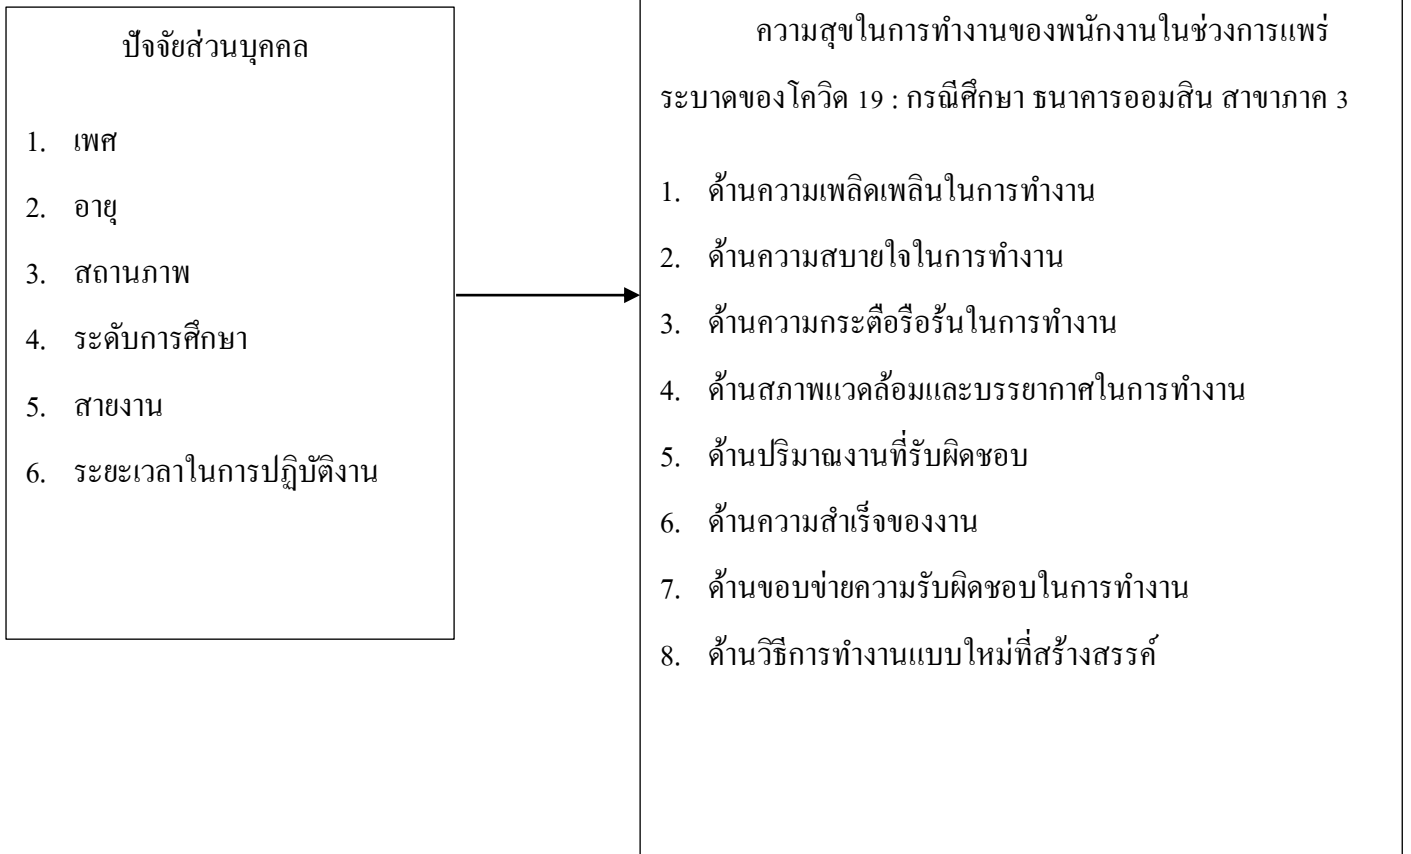 ปัจจัยส่วนบุคคล
1. เพศ
2. อายุ
3. สถานภาพ
4. ระดับการศึกษา
5. สายงาน
6. ระยะเวลาในการปฏิบัติงาน
ความสุขในการทำงานของพนักงานในช่วงการแพร่
ระบาดของโควิด 19 : กรณีศึกษา ธนาคารออมสิน สาขาภาค 3
1. ด้านความเพลิดเพลินในการทำงาน
2. ด้านความสบายใจในการทำงาน
3. ด้านความกระตือรือร้นในการทำงาน
4. ด้านสภาพแวดล้อมและบรรยากาศในการทำงาน
5. ด้านปริมาณงานที่รับผิดชอบ
6. ด้านความสำเร็จของงาน
7. ด้านขอบข่ายความรับผิดชอบในการทำงาน
8. ด้านวิธีการทำงานแบบใหม่ที่สร้างสรรค์